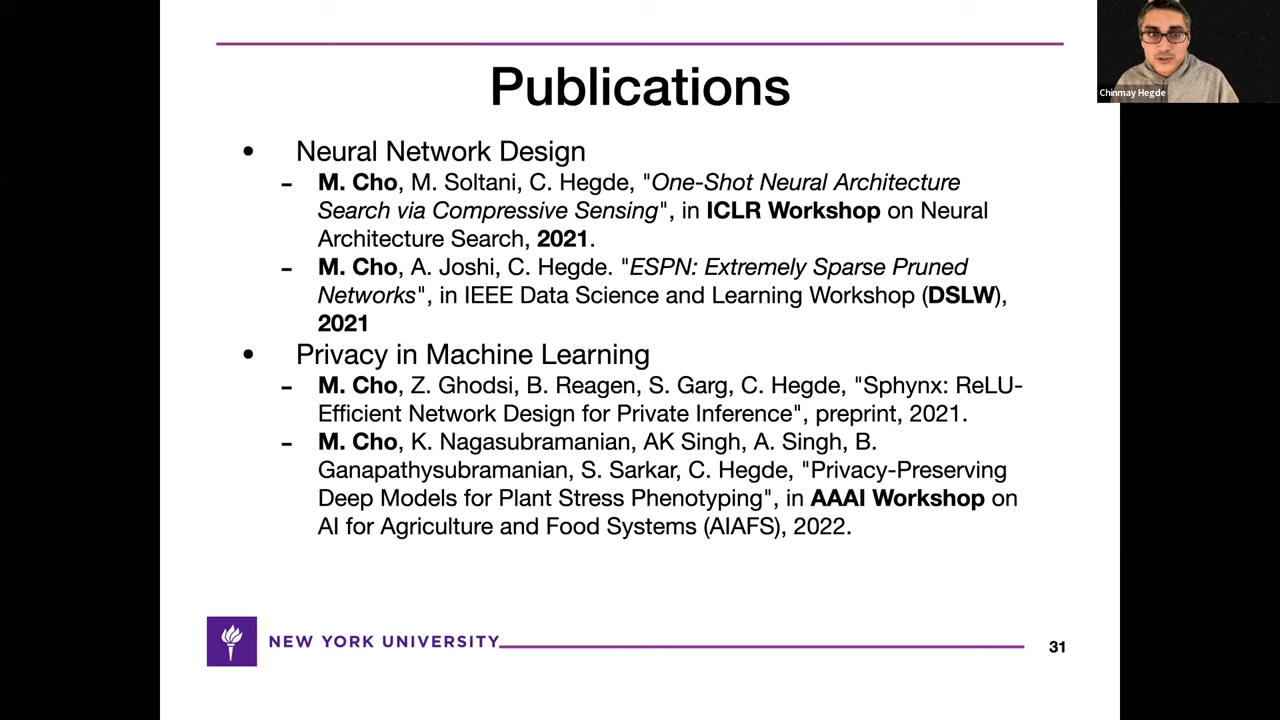 Publications
Chinmay Hegde
• Neural Network Design
- M. Cho, M. Soltani, C. Hegde, "One-Shot Neural Architecture
Search via Compressive Sensing", in ICLR Workshop on Neural
Architecture Search, 2021.
- M. Cho, A. Joshi, C. Hegde. "ESPN: Extremely Sparse Pruned
Networks", in IEEE Data Science and Learning Workshop (DSLW),
2021
• Privacy in Machine Learning
- M. Cho, Z. Ghodsi, B. Reagen, S. Garg, C. Hegde, "Sphynx: ReLU-
Efficient Network Design for Private Inference", preprint, 2021.
- M. Cho, K. Nagasubramanian, AK Singh, A. Singh, B.
Ganapathysubramanian, S. Sarkar, C. Hegde, "Privacy-Preserving
Deep Models for Plant Stress Phenotyping", in AAAI Workshop on
AI for Agriculture and Food Systems (AIAFS), 2022.
NEW YORK UNIVERSITY
31